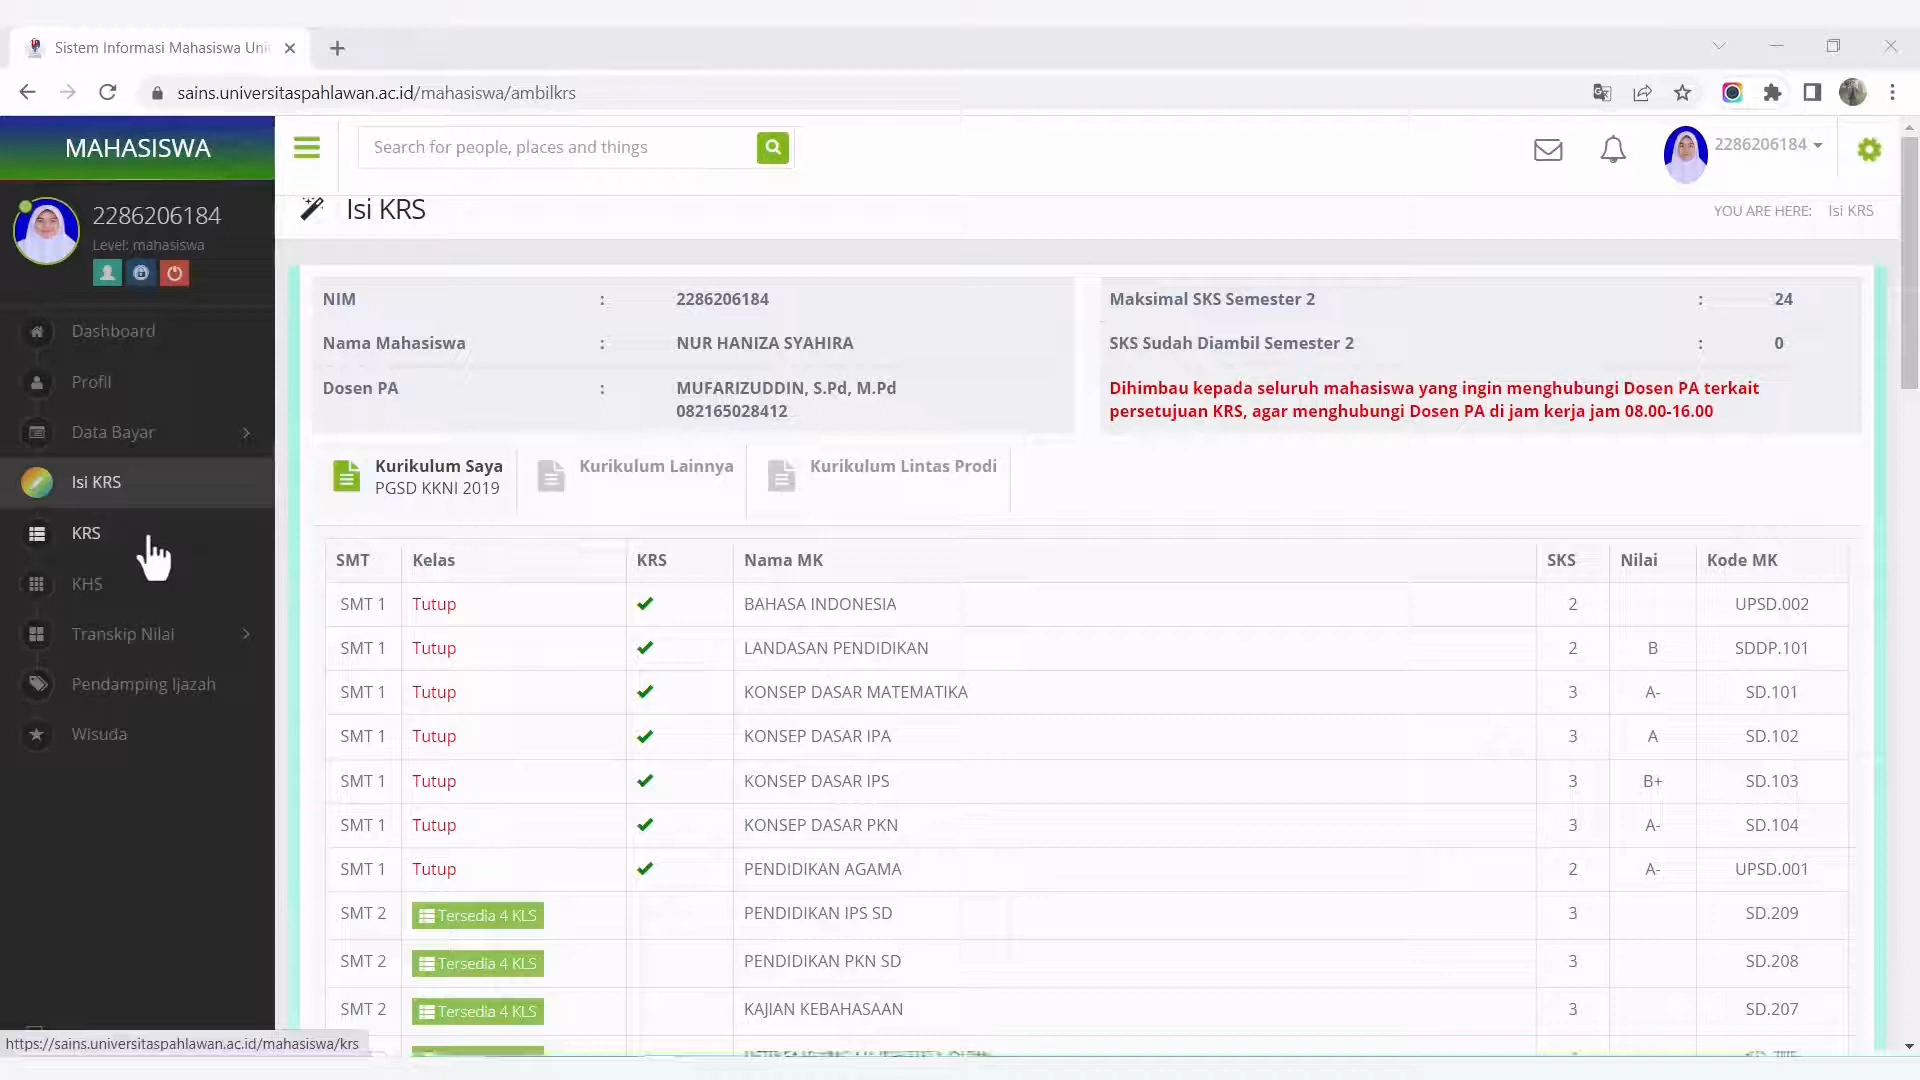 Sistem Informasi Mahasiswa Uni
sains.universitaspahlawan.ac.id/mahasiswa/ambilkrs
MAHASISWA
Search for people, places and things
2286206184
2286206184
Level: mahasiswa
Isi KRS
YOU ARE HERE: Isi KRS
Dashboard
Profil
Data Bayar
Isi KRS
KRS
KHS
Transkip Nilai
Pendamping Ijazah
Wisuda
NIM : 2286206184
Nama Mahasiswa : NUR HANIZA SYAHIRA
Dosen PA : MUFARIZUDDIN, S.Pd, M.Pd
082165028412
Maksimal SKS Semester 2 : 24
SKS Sudah Diambil Semester 2 : 0
Dihimbau kepada seluruh mahasiswa yang ingin menghubungi Dosen PA terkait
persetujuan KRS, agar menghubungi Dosen PA di jam kerja jam 08.00-16.00
Kurikulum Saya
PGSD KKNI 2019
Kurikulum Lainnya
Kurikulum Lintas Prodi
SMT Kelas KRS Nama MK SKS Nilai Kode MK
SMT 1 Tutup BAHASA INDONESIA 2 UPSD.002
SMT 1 Tutup LANDASAN PENDIDIKAN 2 B SDDP.101
SMT 1 Tutup KONSEP DASAR MATEMATIKA 3 A- SD.101
SMT 1 Tutup KONSEP DASAR IPA 3 A SD.102
SMT 1 Tutup KONSEP DASAR IPS 3 B+ SD.103
SMT 1 Tutup KONSEP DASAR PKN 3 A- SD.104
SMT 1 Tutup PENDIDIKAN AGAMA 2 A- UPSD.001
SMT 2 Tersedia 4 KLS PENDIDIKAN IPS SD 3 SD.209
SMT 2 Tersedia 4 KLS PENDIDIKAN PKN SD 3 SD.208
SMT 2 Tersedia 4 KLS KAJIAN KEBAHASAAN 3 SD.207
https://sains.universitaspahlawan.ac.id/mahasiswa/krs